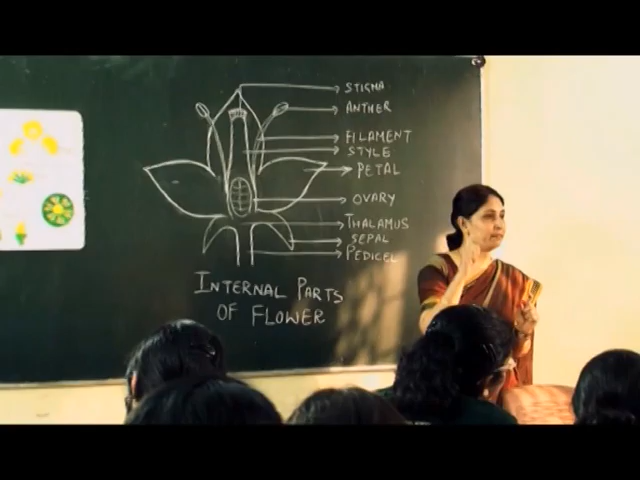 STIGMA
ANTHER
FILAMENT
STYLE
PETAL
OVARY
THALAMUS
SEPAL
PEDICEL
INTERNAL PARTS
OF FLOWER